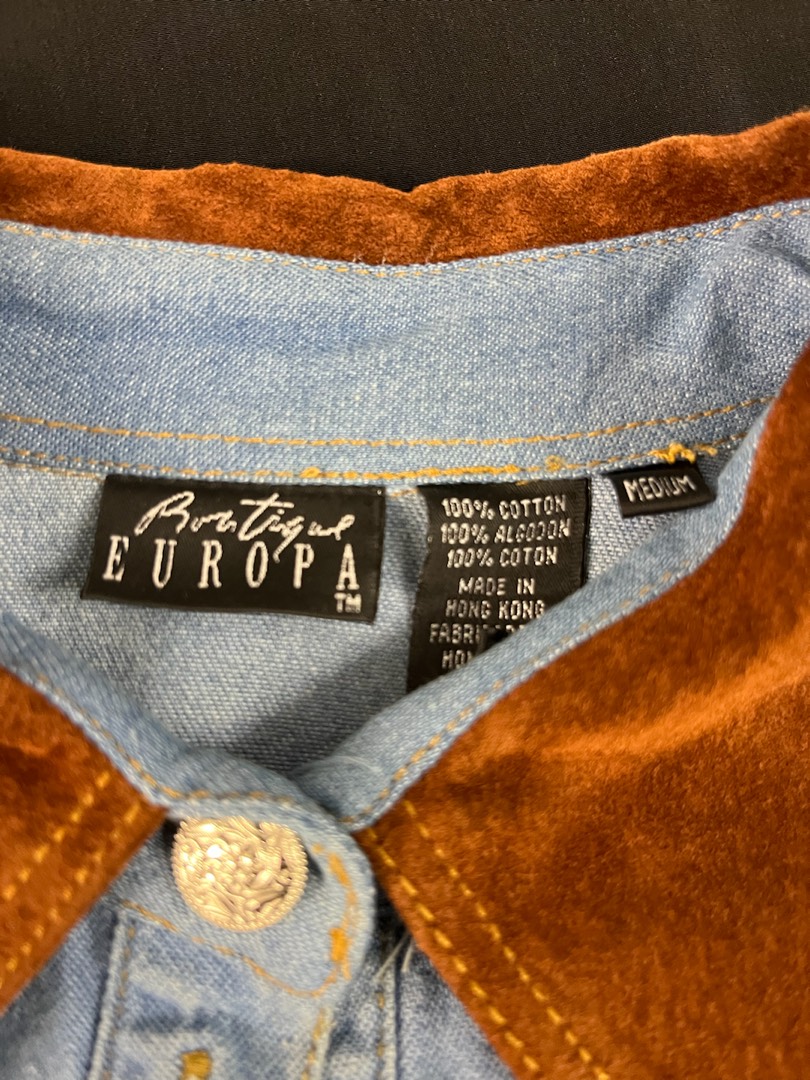 Boutique
EUROPA
TM
100% COTTON
100% ALGODON
100% COTON
MADE IN
HONG KONG
MEDIUM